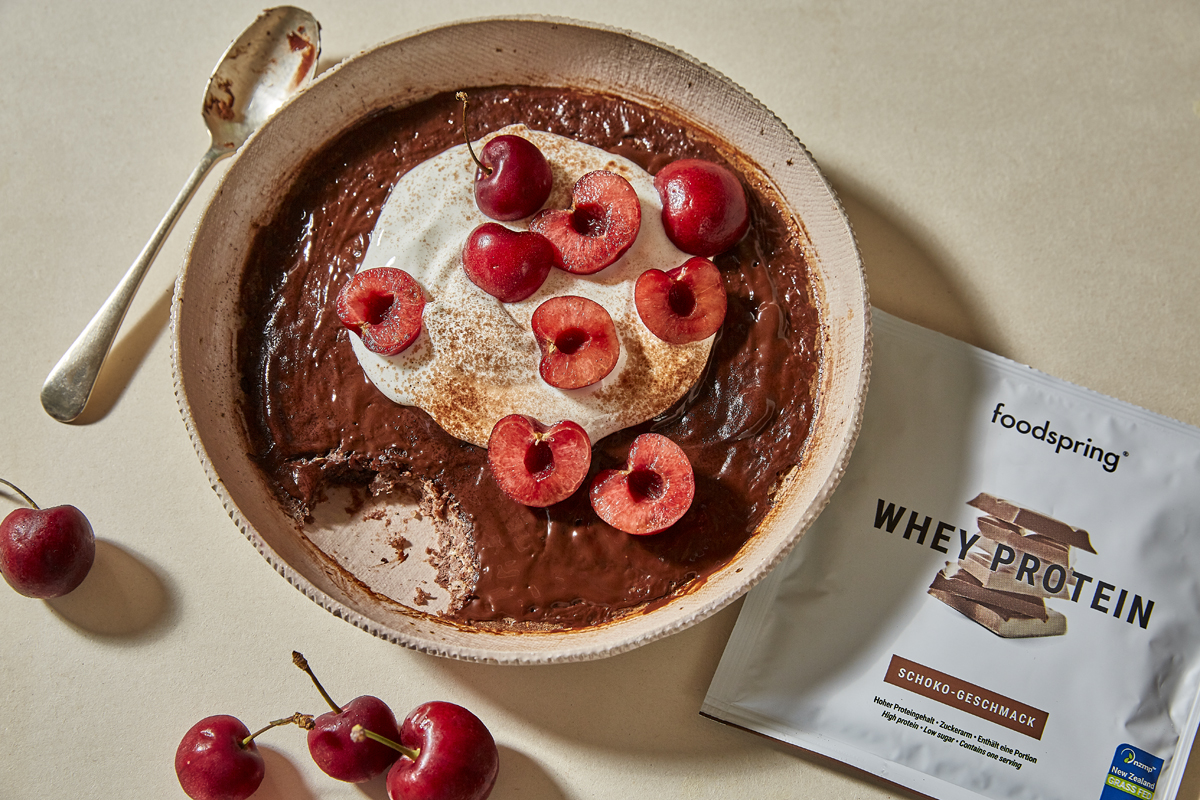 foodspring®
WHEY PROTEIN
SCHOKO-GESCHMACK
Hoher Proteingehalt • Zuckerarm • Enthält eine Portion
High protein • Low sugar • Contains one serving
nzmp™
New Zealand
GRASS FED